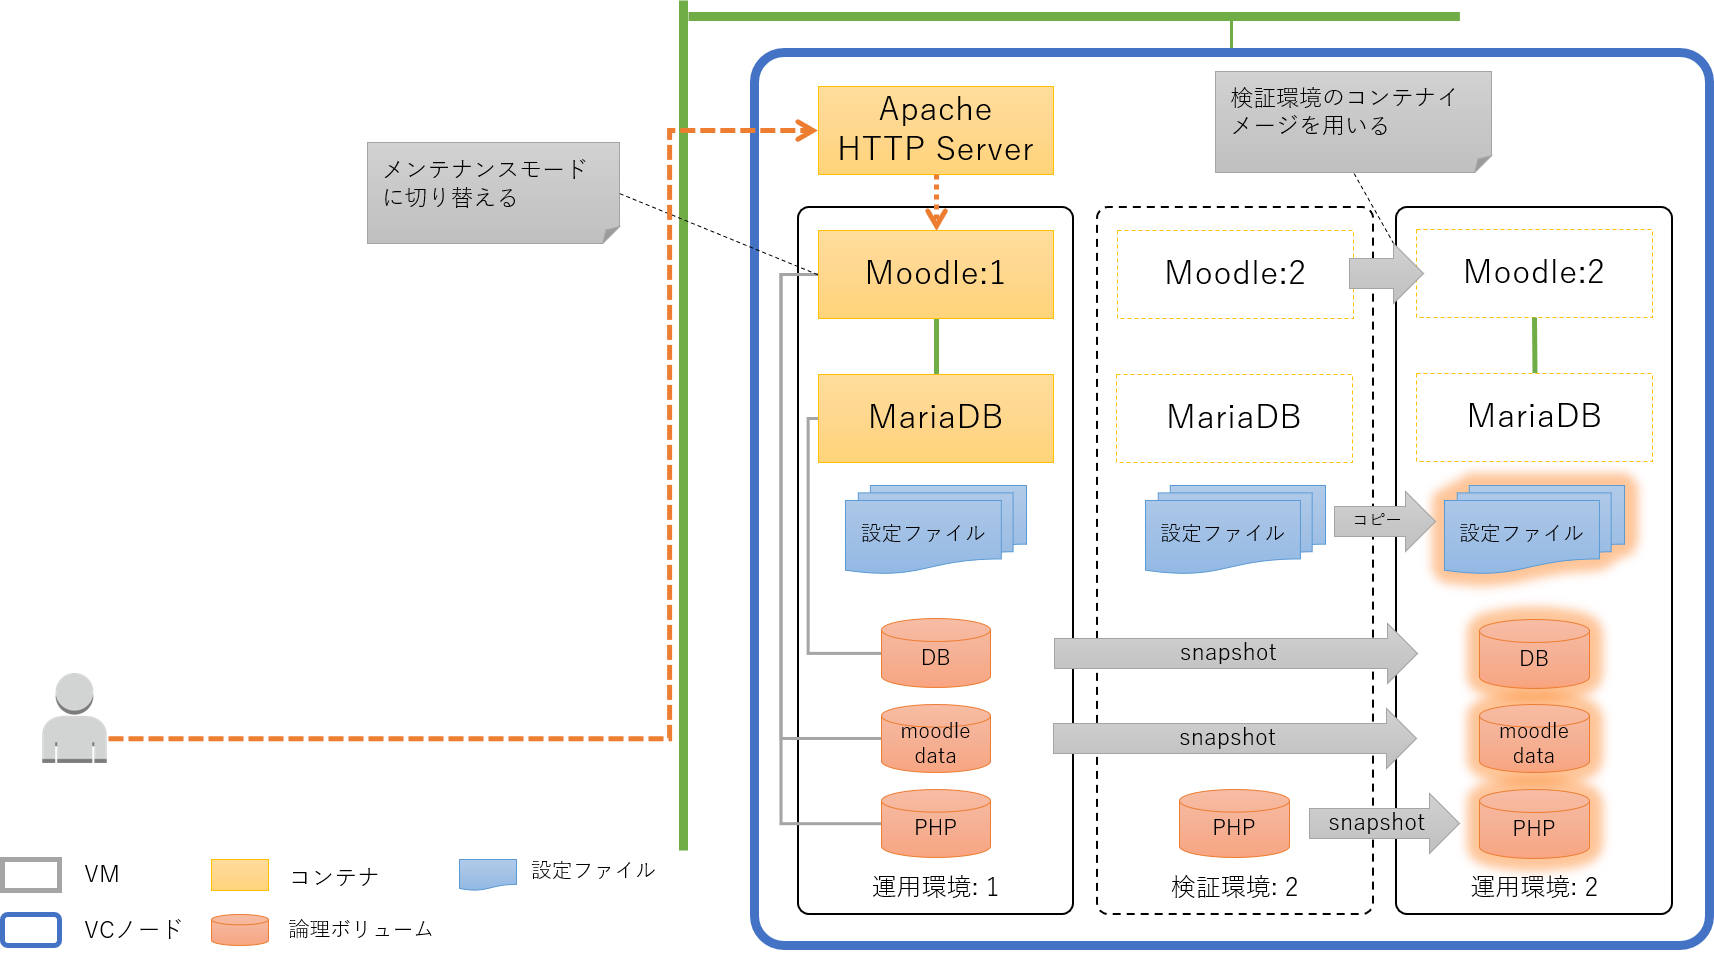 Apache
HTTP Server
検証環境のコンテナイ
メージを用いる
メンテナンスモード
に切り替える
Moodle:1
Moodle:2
Moodle:2
MariaDB
MariaDB
MariaDB
設定ファイル
設定ファイル
コピー
設定ファイル
DB
snapshot
DB
moodle
data
snapshot
moodle
data
PHP
PHP
snapshot
PHP
運用環境: 1
検証環境: 2
運用環境: 2
VM
コンテナ
設定ファイル
VCノード
論理ボリューム